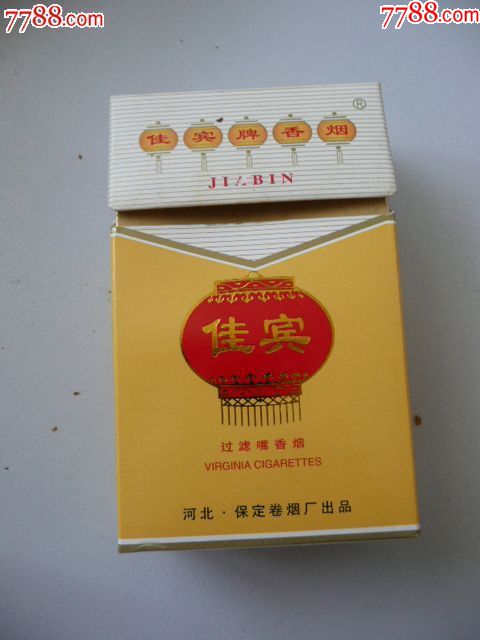 7788.com 7788.com
®
佳宾牌香烟
JIABIN
佳宾
过滤嘴香烟
VIRGINIA CIGARETTES
河北·保定卷烟厂出品